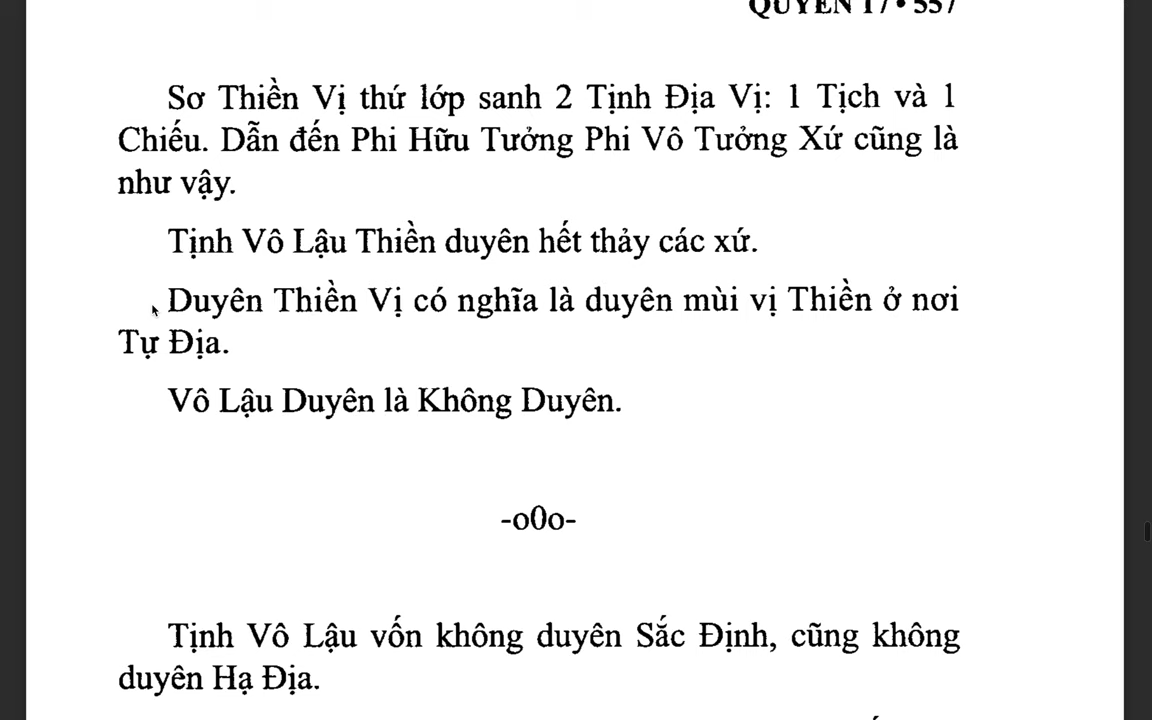 QUYỂN 17 • 557
Sơ Thiền Vị thứ lớp sanh 2 Tịnh Địa Vị: 1 Tịch và 1
Chiếu. Dẫn đến Phi Hữu Tưởng Phi Vô Tưởng Xứ cũng là
như vậy.
Tịnh Vô Lậu Thiền duyên hết thảy các xứ.
Duyên Thiền Vị có nghĩa là duyên mùi vị Thiền ở nơi
Tự Địa.
Vô Lậu Duyên là Không Duyên.
-o0o-
Tịnh Vô Lậu vốn không duyên Sắc Định, cũng không
duyên Hạ Địa.